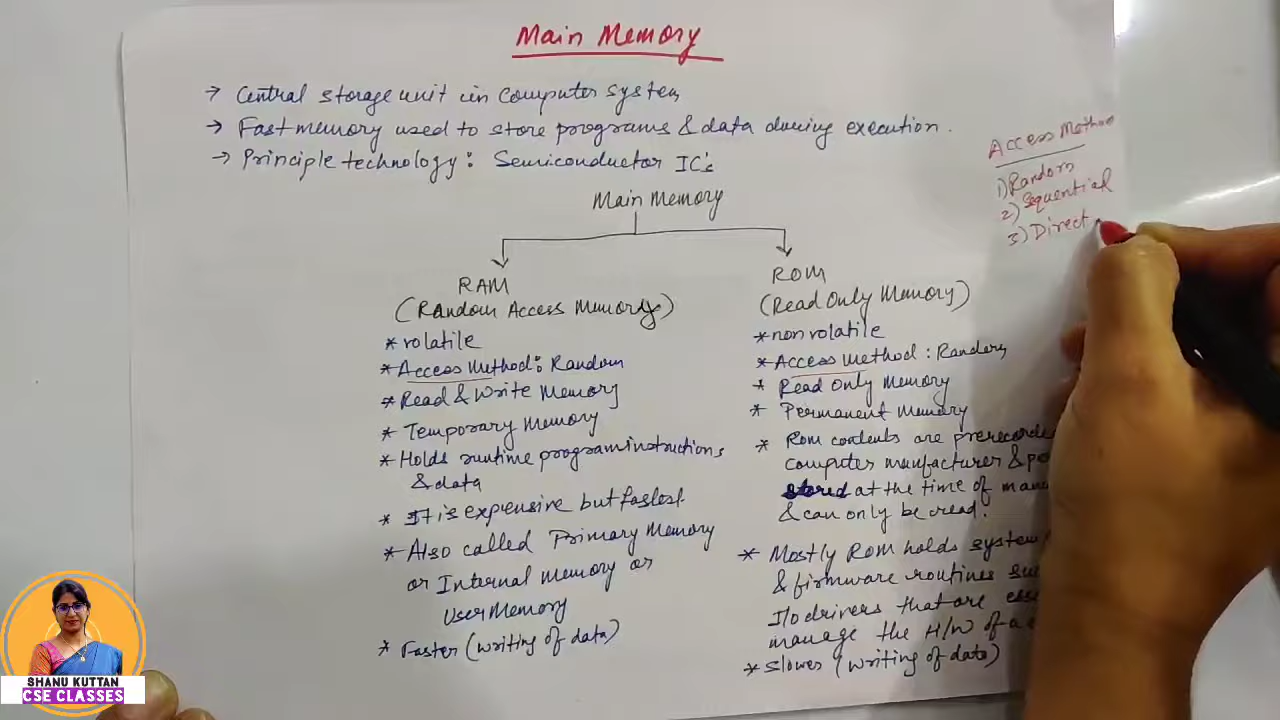 Main Memory
→ Central storage unit in computer system
→ Fast memory used to store programs & data during execution.
→ Principle technology: Semiconductor IC's
Access Method
1) Random
2) Sequential
3) Direct
Main Memory
RAM
(Random Access Memory)
* volatile
* Access Method: Random
* Read & Write Memory
* Temporary Memory
* Holds runtime program instructions
& data
* It is expensive but fastest
* Also called Primary Memory
or Internal memory or
User Memory
* Faster (writing of data)
ROM
(Read Only Memory)
* non volatile
* Access Method: Random
* Read Only Memory
* Permanent Memory
* Rom contents are
computer manufacturer &
stored at the time of
& can only be read.
* Mostly ROM holds system
& firmware routines
I/o drivers that are
manage the H/W of a
* slower (writing of data)
SHANU KUTTAN
CSE CLASSES